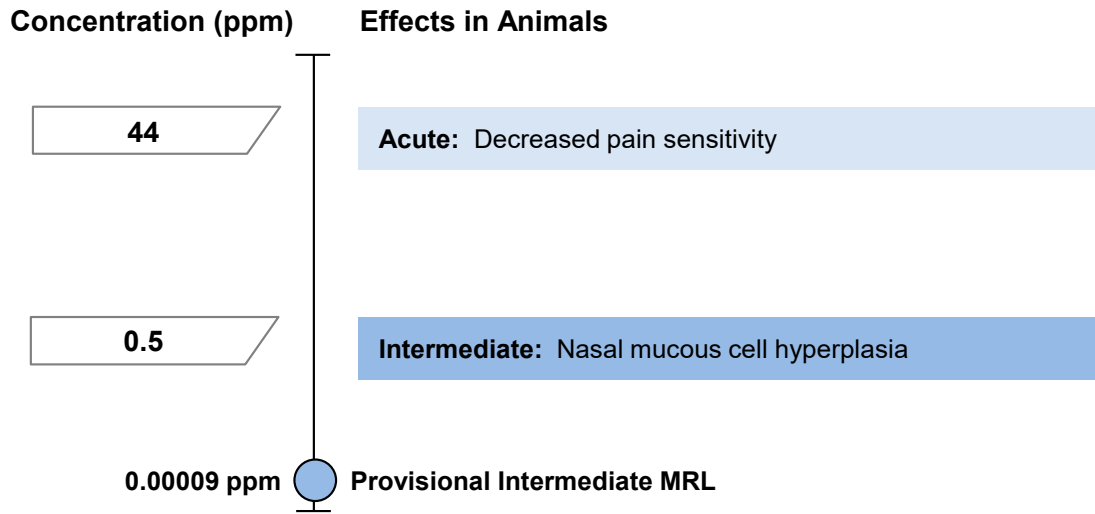 Concentration (ppm) Effects in Animals
44 Acute: Decreased pain sensitivity
0.5 Intermediate: Nasal mucous cell hyperplasia
0.00009 ppm Provisional Intermediate MRL